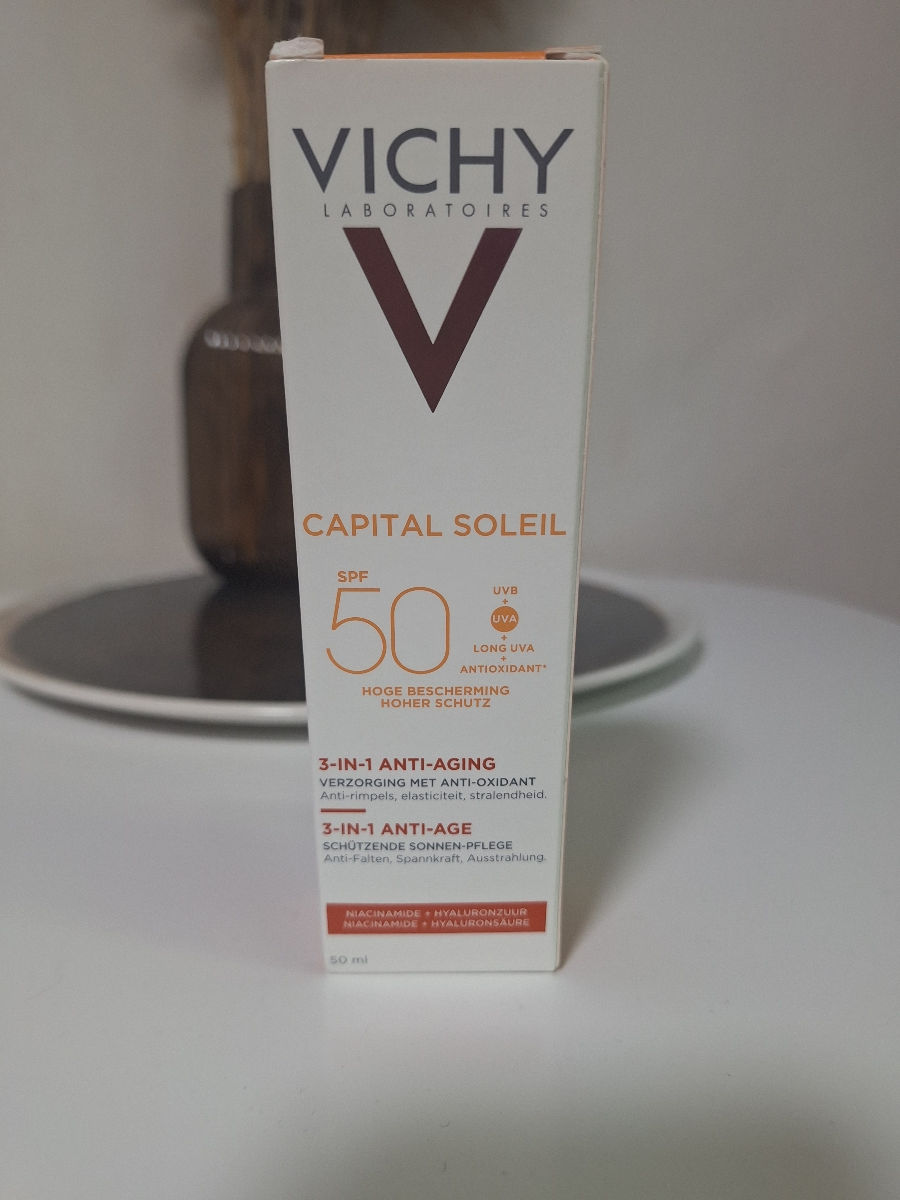 VICHY
LABORATOIRES
CAPITAL SOLEIL
SPF
50
UVB
+
UVA
+
LONG UVA
+
ANTIOXIDANT*
HOGE BESCHERMING
HOHER SCHUTZ
3-IN-1 ANTI-AGING
VERZORGING MET ANTI-OXIDANT
Anti-rimpels, elasticiteit, stralendheid.
3-IN-1 ANTI-AGE
SCHÜTZENDE SONNEN-PFLEGE
Anti-Falten, Spannkraft, Ausstrahlung.
NIACINAMIDE + HYALURONZUUR
NIACINAMIDE + HYALURONSÄURE
50 ml